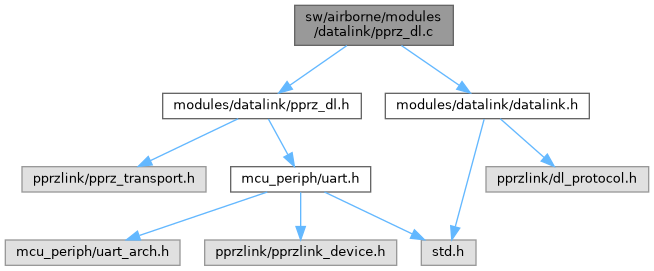 sw/airborne/modules
/datalink/pprz_dl.c
modules/datalink/pprz_dl.h
modules/datalink/datalink.h
pprzlink/pprz_transport.h
mcu_periph/uart.h
pprzlink/dl_protocol.h
mcu_periph/uart_arch.h
pprzlink/pprzlink_device.h
std.h